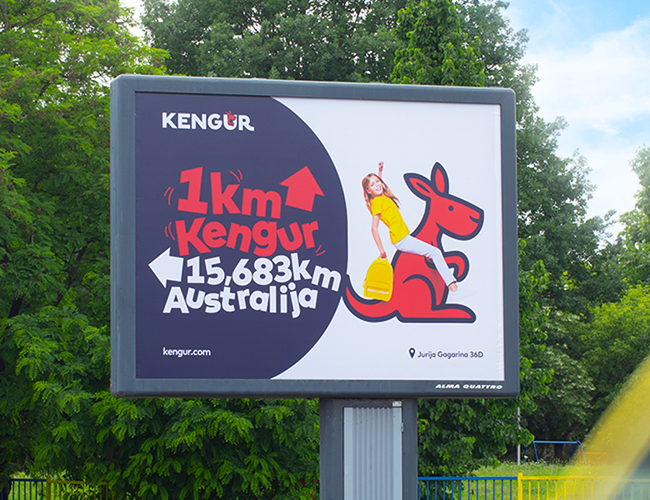 KENGUR
1km
Kengur
15,683km
Australija
kengur.com
Jurija Gagarina 36D
ALMA QUATTRO